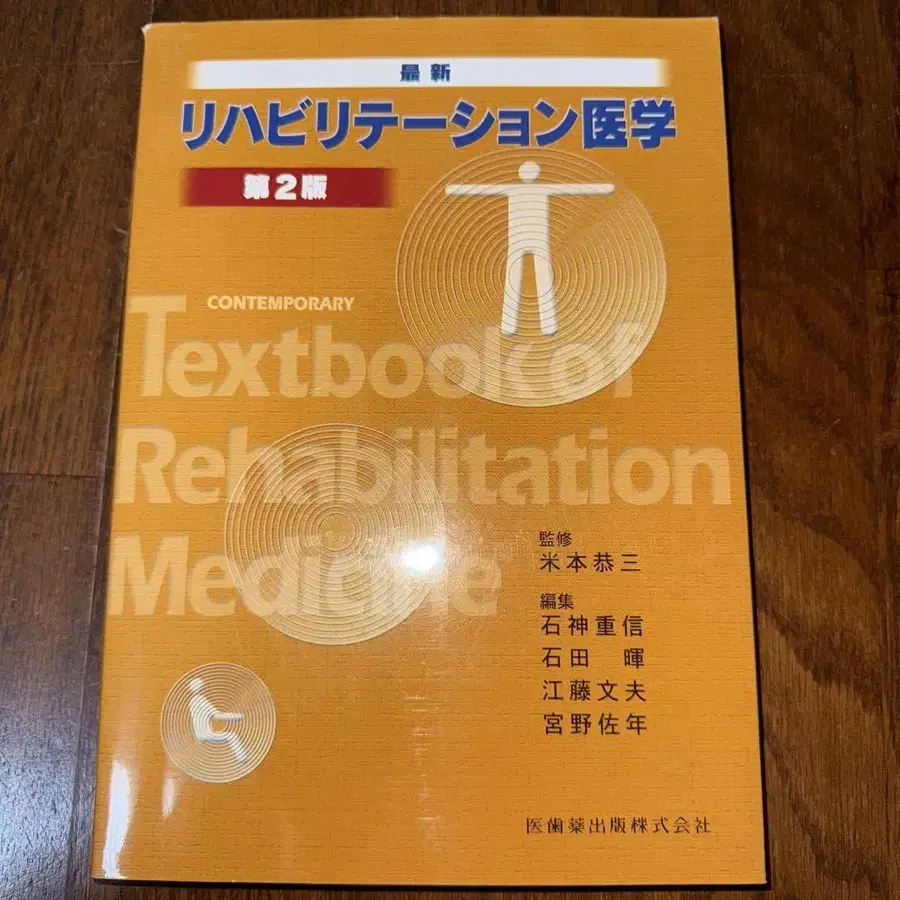 最新
リハビリテーション医学
第2版
CONTEMPORARY
Textbook of
Rehabilitation
Medicine
監修
米本恭三
編集
石神重信
石田 暉
江藤文夫
宮野佐年
医歯薬出版株式会社